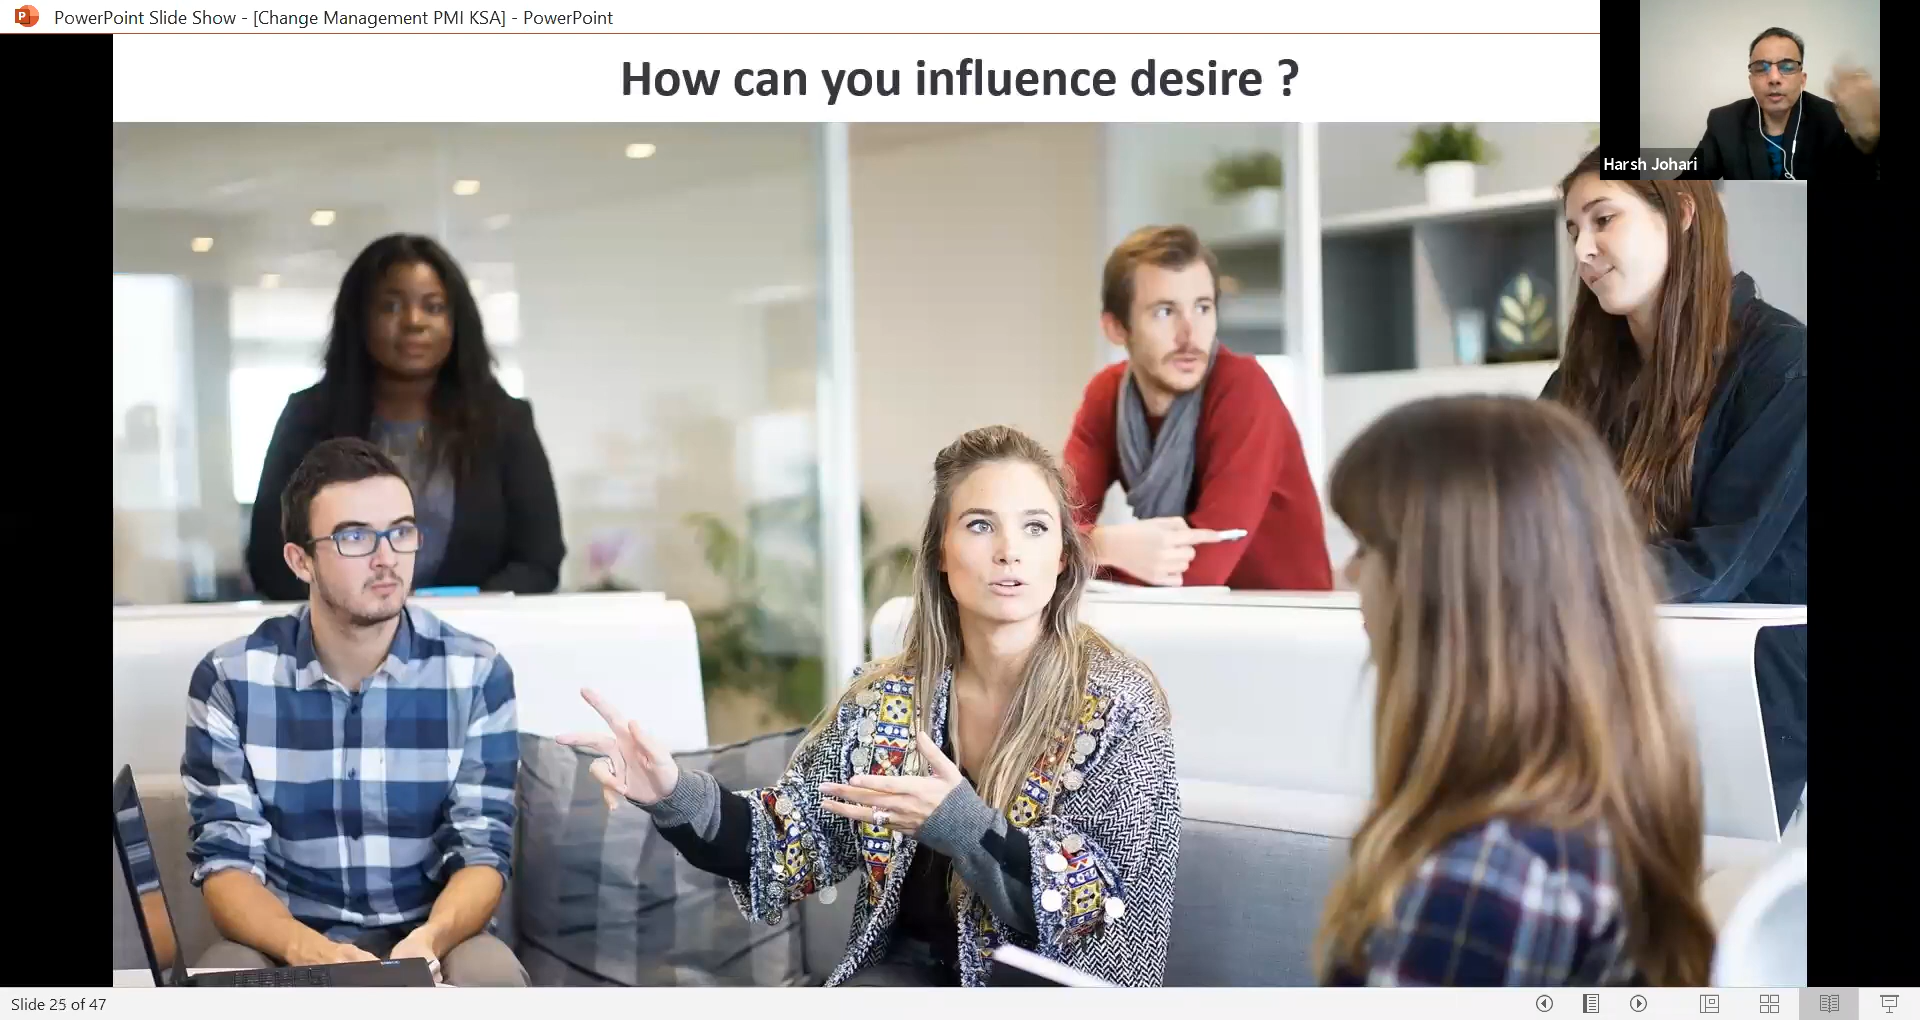 PowerPoint Slide Show - [Change Management PMI KSA] - PowerPoint
How can you influence desire ?
Harsh Johari
Slide 25 of 47